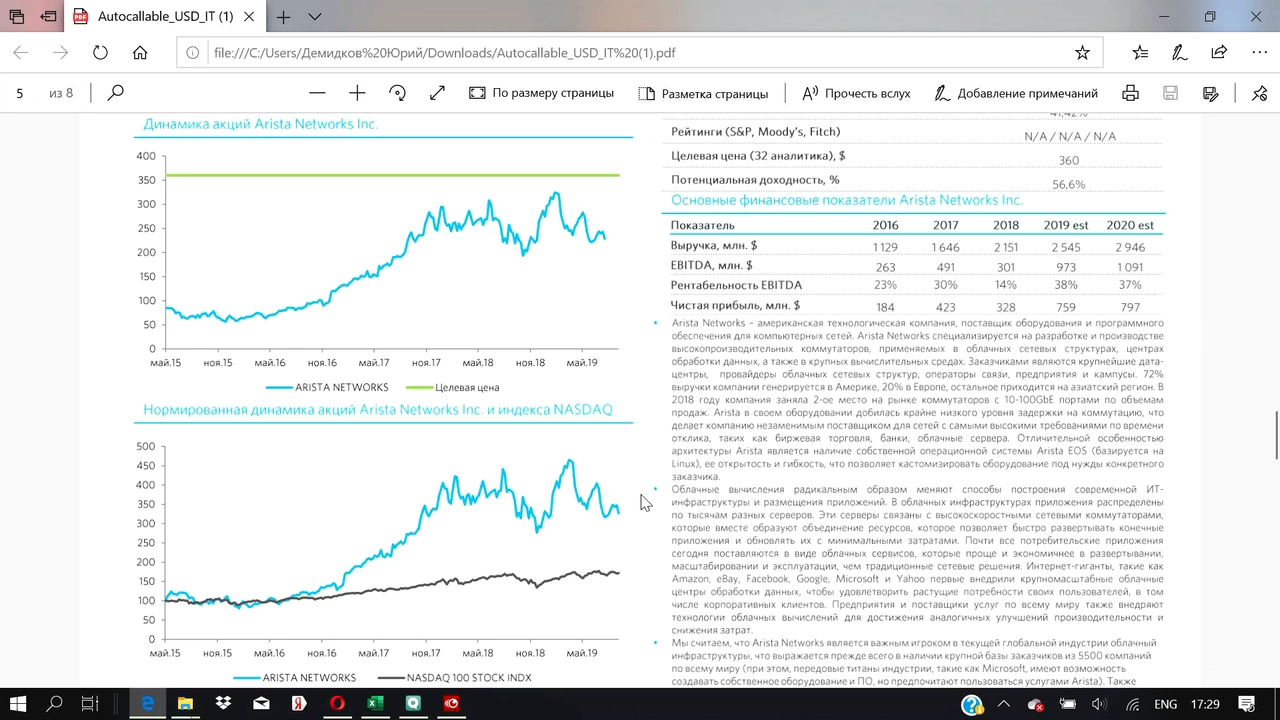 Autocallable_USD_IT (1)
file:///C:/Users/Демидков%20Юрий/Downloads/Autocallable_USD_IT%20(1).pdf
5 из 8 По размеру страницы Разметка страницы Прочесть вслух Добавление примечаний
Динамика акций Arista Networks Inc.
400
350
300
250
200
150
100
50
0
май.15 ноя.15 май.16 ноя.16 май.17 ноя.17 май.18 ноя.18 май.19
ARISTA NETWORKS Целевая цена
Нормированная динамика акций Arista Networks Inc. и индекса NASDAQ
500
450
400
350
300
250
200
150
100
50
0
май.15 ноя.15 май.16 ноя.16 май.17 ноя.17 май.18 ноя.18 май.19
ARISTA NETWORKS NASDAQ 100 STOCK INDX
41,42%
Рейтинги (S&P, Moody's, Fitch) N/A / N/A / N/A
Целевая цена (32 аналитика), $ 360
Потенциальная доходность, % 56,6%
Основные финансовые показатели Arista Networks Inc.
Показатель 2016 2017 2018 2019 est 2020 est
Выручка, млн. $ 1 129 1 646 2 151 2 545 2 946
EBITDA, млн. $ 263 491 301 973 1 091
Рентабельность EBITDA 23% 30% 14% 38% 37%
Чистая прибыль, млн. $ 184 423 328 759 797
• Arista Networks – американская технологическая компания, поставщик оборудования и программного
обеспечения для компьютерных сетей. Arista Networks специализируется на разработке и производстве
высокопроизводительных коммутаторов, применяемых в облачных сетевых структурах, центрах
обработки данных, а также в крупных вычислительных средах. Заказчиками являются крупнейшие дата-
центры, провайдеры облачных сетевых структур, операторы связи, предприятия и кампусы. 72%
выручки компании генерируется в Америке, 20% в Европе, остальное приходится на азиатский регион. В
2018 году компания заняла 2-ое место на рынке коммутаторов с 10-100GbE портами по объемам
продаж. Arista в своем оборудовании добилась крайне низкого уровня задержки на коммутацию, что
делает компанию незаменимым поставщиком для сетей с самыми высокими требованиями по времени
отклика, таких как биржевая торговля, банки, облачные сервера. Отличительной особенностью
архитектуры Arista является наличие собственной операционной системы Arista EOS (базируется на
Linux), ее открытость и гибкость, что позволяет кастомизировать оборудование под нужды конкретного
заказчика.
• Облачные вычисления радикальным образом меняют способы построения современной ИТ-
инфраструктуры и размещения приложений. В облачных инфраструктурах приложения распределены
по тысячам разных серверов. Эти серверы связаны с высокоскоростными сетевыми коммутаторами,
которые вместе образуют объединение ресурсов, которое позволяет быстро развертывать конечные
приложения и обновлять их с минимальными затратами. Почти все потребительские приложения
сегодня поставляются в виде облачных сервисов, которые проще и экономичнее в развертывании,
масштабировании и эксплуатации, чем традиционные сетевые решения. Интернет-гиганты, такие как
Amazon, eBay, Facebook, Google, Microsoft и Yahoo первые внедрили крупномасштабные облачные
центры обработки данных, чтобы удовлетворить растущие потребности своих пользователей, в том
числе корпоративных клиентов. Предприятия и поставщики услуг по всему миру также внедряют
технологии облачных вычислений для достижения аналогичных улучшений производительности и
снижения затрат.
• Мы считаем, что Arista Networks является важным игроком в текущей глобальной индустрии облачный
инфраструктуры, что выражается прежде всего в наличии крупной базы заказчиков из 5500 компаний
по всему миру (при этом, передовые титаны индустрии, такие как Microsoft, имеют возможность
создавать собственное оборудование и ПО, но предпочитают пользоваться услугами Arista). Также
ENG 17:29